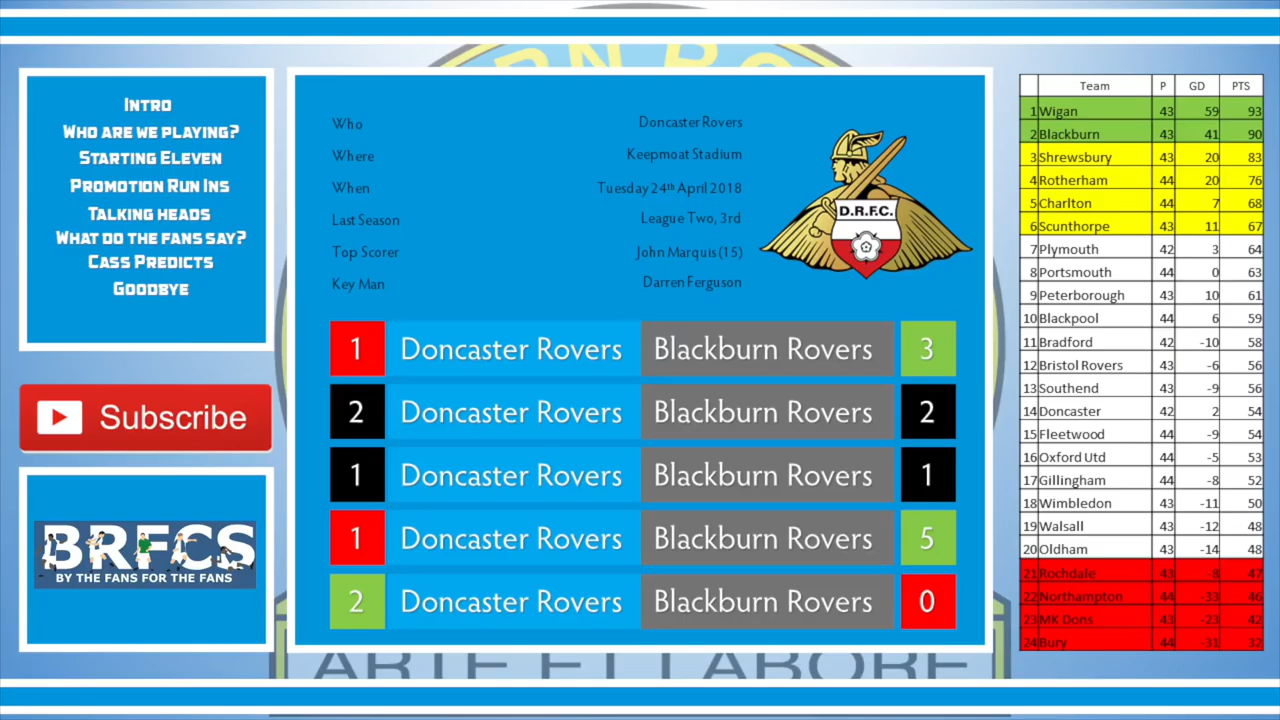 RN RO
Intro
Who are we playing?
Starting Eleven
Promotion Run Ins
Talking heads
What do the fans say?
Cass Predicts
Goodbye
Subscribe
BRFCS
BY THE FANS FOR THE FANS
Who Doncaster Rovers
Where Keepmoat Stadium
When Tuesday 24th April 2018
Last Season League Two, 3rd
Top Scorer John Marquis (15)
Key Man Darren Ferguson
D.R.F.C.
1 Doncaster Rovers Blackburn Rovers 3
2 Doncaster Rovers Blackburn Rovers 2
1 Doncaster Rovers Blackburn Rovers 1
1 Doncaster Rovers Blackburn Rovers 5
2 Doncaster Rovers Blackburn Rovers 0
ARTE ET LABORE
Team P GD PTS
1 Wigan 43 59 93
2 Blackburn 43 41 90
3 Shrewsbury 43 20 83
4 Rotherham 44 20 76
5 Charlton 44 7 68
6 Scunthorpe 43 11 67
7 Plymouth 42 3 64
8 Portsmouth 44 0 63
9 Peterborough 43 10 61
10 Blackpool 44 6 59
11 Bradford 42 -10 58
12 Bristol Rovers 43 -6 56
13 Southend 43 -9 56
14 Doncaster 42 2 54
15 Fleetwood 44 -9 54
16 Oxford Utd 44 -5 53
17 Gillingham 44 -8 52
18 Wimbledon 43 -11 50
19 Walsall 43 -12 48
20 Oldham 43 -14 48
21 Rochdale 43 -8 47
22 Northampton 44 -33 46
23 MK Dons 43 -23 42
24 Bury 44 -31 32